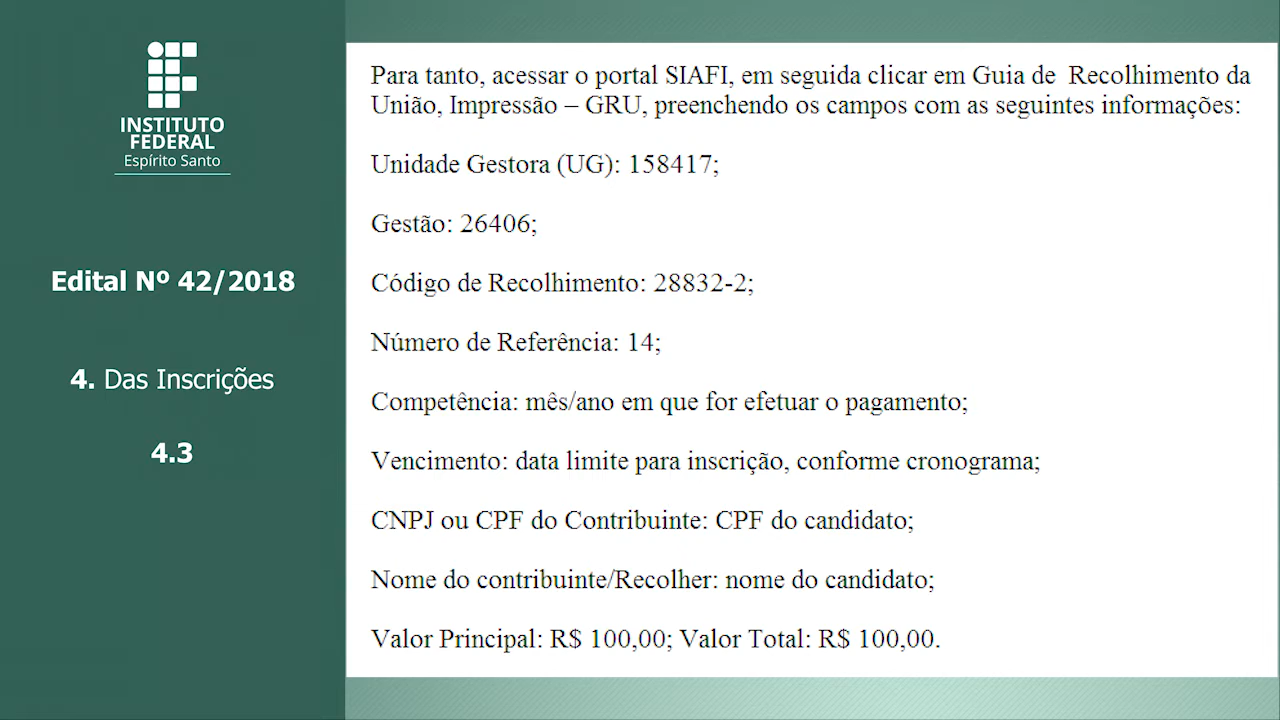 INSTITUTO
FEDERAL
Espírito Santo
Edital Nº 42/2018
4. Das Inscrições
4.3
Para tanto, acessar o portal SIAFI, em seguida clicar em Guia de Recolhimento da
União, Impressão – GRU, preenchendo os campos com as seguintes informações:
Unidade Gestora (UG): 158417;
Gestão: 26406;
Código de Recolhimento: 28832-2;
Número de Referência: 14;
Competência: mês/ano em que for efetuar o pagamento;
Vencimento: data limite para inscrição, conforme cronograma;
CNPJ ou CPF do Contribuinte: CPF do candidato;
Nome do contribuinte/Recolher: nome do candidato;
Valor Principal: R$ 100,00; Valor Total: R$ 100,00.